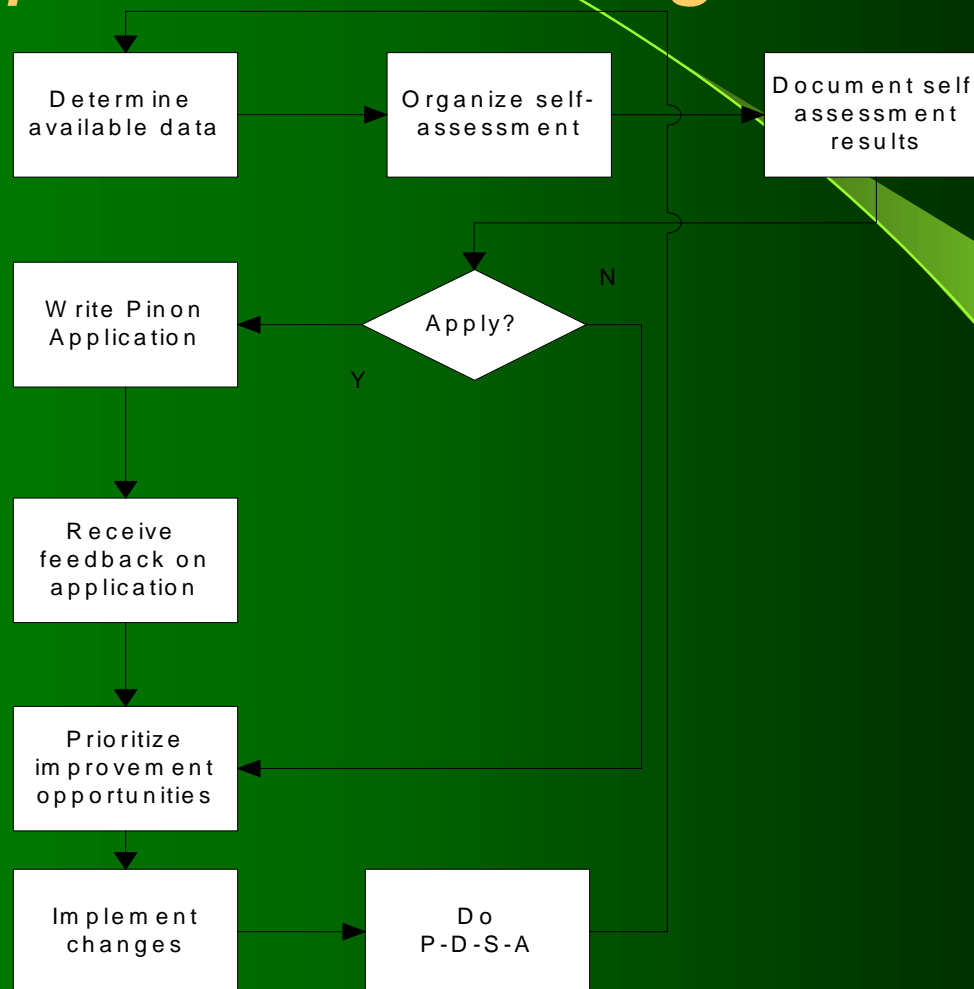 Determine
available data
Organize self-
assessment
Document self
assessment
results
Apply?
N
Y
Write Pinon
Application
Receive
feedback on
application
Prioritize
improvement
opportunities
Implement
changes
Do
P-D-S-A